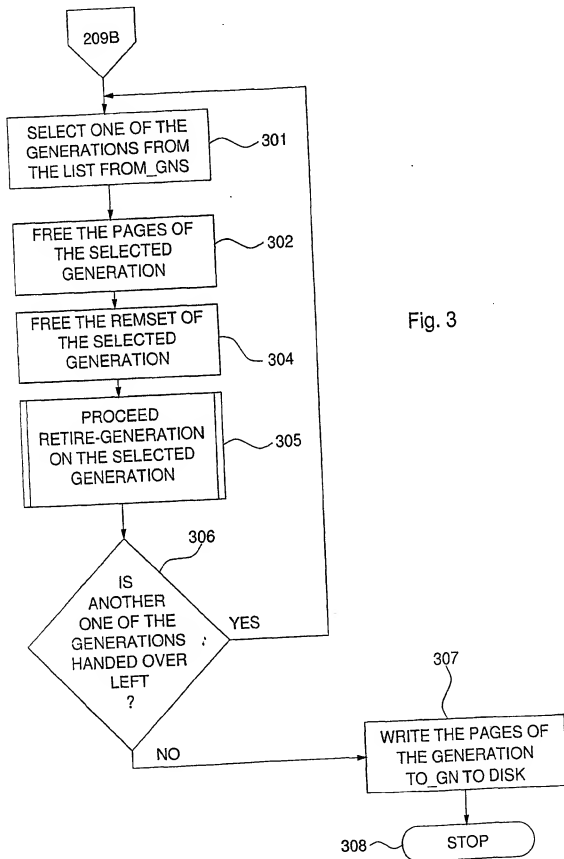 209B
SELECT ONE OF THE
GENERATIONS FROM
THE LIST FROM_GNS
301
FREE THE PAGES OF
THE SELECTED
GENERATION
302
FREE THE REMSET OF
THE SELECTED
GENERATION
304
Fig. 3
PROCEED
RETIRE-GENERATION
ON THE SELECTED
GENERATION
305
306
IS
ANOTHER
ONE OF THE
GENERATIONS
HANDED OVER
LEFT
?
YES
NO
307
WRITE THE PAGES OF
THE GENERATION
TO_GN TO DISK
308
STOP